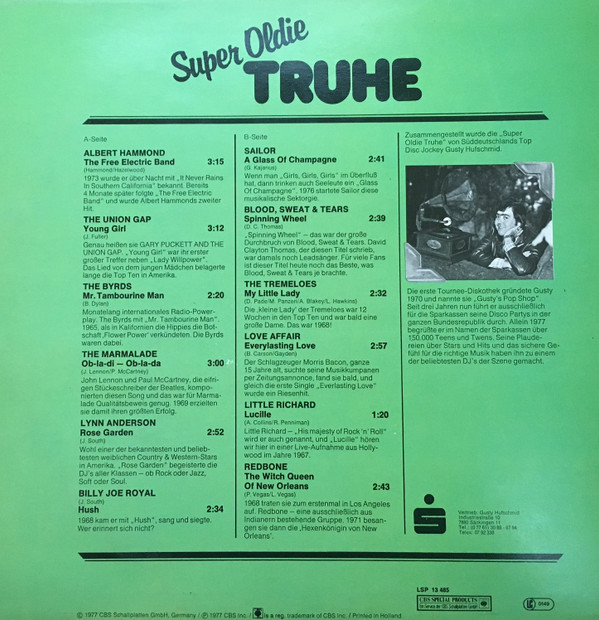 Super Oldie
TRUHE
A-Seite
ALBERT HAMMOND
The Free Electric Band 3:15
(Hammond/Hazlewood)
1973 wurde er über Nacht mit „It Never Rains
In Southern California" bekannt. Bereits
4 Monate später folgte „The Free Electric
Band" und wurde Albert Hammonds zweiter
Hit.
THE UNION GAP
Young Girl 3:12
(J. Fuller)
Genau heißen sie GARY PUCKETT AND THE
UNION GAP. „Young Girl" war ihr erster
großer Treffer neben „Lady Willpower".
Das Lied von dem jungen Mädchen belagerte
lange die Top Ten in Amerika.
THE BYRDS
Mr. Tambourine Man 2:20
(B. Dylan)
Monstelang internationales Radio-Power-
play. The Byrds mit „Mr. Tambourine Man".
1965, als in Kalifornien die Hippies die Bot-
schaft ‚Flower Power' verkündeten. Die Byrds
waren dabei.
THE MARMALADE
Ob-la-di – Ob-la-da 3:00
(J. Lennon/P. McCartney)
John Lennon und Paul McCartney, die eifri-
gen Stückeschreiber der Beatles, kompo-
nierten diesen Song und das war für Marma-
lade Qualitätsbeweis genug. 1969 erzielten
sie damit ihren größten Erfolg.
LYNN ANDERSON
Rose Garden 2:52
(J. South)
Wohl einer der bekanntesten und belieb-
testen weiblichen Country & Western-Stars
in Amerika. „Rose Garden" begeisterte die
DJ's aller Klassen – ob Rock oder Jazz,
Soft oder Soul.
BILLY JOE ROYAL
(J. South)
Hush 2:34
1968 kam er mit „Hush", sang und siegte.
Wer erinnert sich nicht?
B-Seite
SAILOR
A Glass Of Champagne 2:41
(G. Kajanus)
Wenn man „Girls, Girls, Girls" im Überfluß
hat, dann trinken auch Seeleute ein „Glass
Of Champagne". 1976 startete Sailor diese
musikalische Sektorgie.
BLOOD, SWEAT & TEARS
Spinning Wheel 2:39
(D. C. Thomas)
„Spinning Wheel" – das war der große
Durchbruch von Blood, Sweat & Tears. David
Clayton Thomas, der diesen Titel schrieb,
war damals noch Leadsänger. Für viele Fans
ist dieser Titel heute noch das Beste, was
Blood, Sweat & Tears je brachte.
THE TREMELOES
My Little Lady 2:32
(D. Pade/M. Panzeri/A. Blakely/L. Hawkins)
Die ‚kleine Lady' der Tremeloes war 12
Wochen in den Top Ten und war bald eine
große Dame. Das war 1968!
LOVE AFFAIR
Everylasting Love 2:57
(B. Carson/Gayden)
Der Schlagzeuger Morris Bacon, ganze
15 Jahre alt, suchte seine Musikkumpanen
per Zeitungsannonce, fand sie bald, und
gleich die erste Single „Everlasting Love"
wurde ein Riesenhit.
LITTLE RICHARD
Lucille 1:20
(A. Collins/R. Penniman)
Little Richard – „His majesty of Rock 'n' Roll"
wird er auch genannt, und „Lucille" hören
wir hier in einer Live-Aufnahme aus Holly-
wood im Jahre 1967.
REDBONE
The Witch Queen
Of New Orleans 2:43
(P. Vegas/L. Vegas)
1968 traten sie zum erstenmal in Los Angeles
auf. Redbone – eine ausschließlich aus
Indianern bestehende Gruppe. 1971 besan-
gen sie dann die ‚Hexenkönigin von New
Orleans'.
Zusammengestellt wurde die „Super
Oldie Truhe" von Süddeutschlands Top
Disc Jockey Gusty Hufschmid.
Die erste Tournee-Diskothek gründete Gusty
1970 und nannte sie „Gusty's Pop Shop".
Seit drei Jahren nun führt er ausschließlich
für die Sparkassen seine Disco Partys in der
ganzen Bundesrepublik durch. Allein 1977
begrüßte er im Namen der Sparkassen über
150.000 Teens und Twens. Seine Plaude-
reien über Stars und Hits und das sichere Ge-
fühl für die richtige Musik haben ihn zu einem
der beliebtesten DJ's der Szene gemacht.
Vertrieb: Gusty Hufschmid
Industriestraße
Säckingen 11
LSP 13 485
CBS SPECIAL PRODUCTS
Ein Service der CBS Schallplatten GmbH
LC 0149
© 1977 CBS Schallplatten GmbH, Germany / ℗ 1977 CBS Inc. / is a reg. trademark of CBS Inc. / Printed in Holland